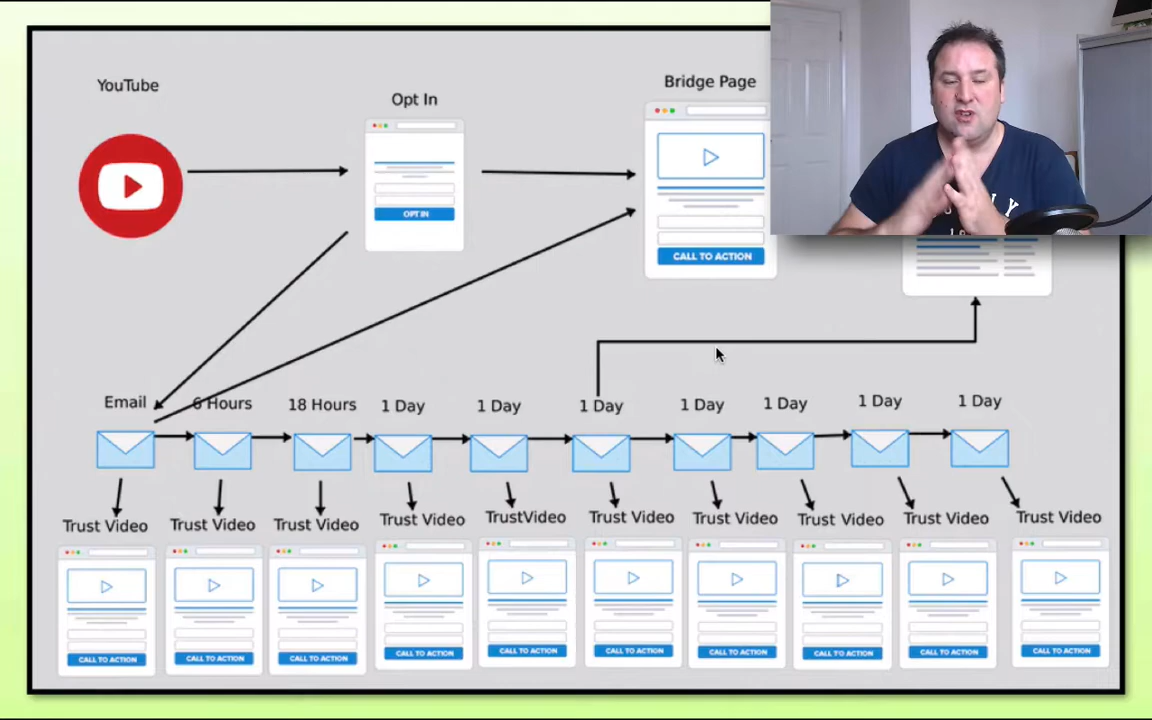 YouTube
Opt In
Bridge Page
OPT IN
CALL TO ACTION
Email
6 Hours
18 Hours
1 Day
1 Day
1 Day
1 Day
1 Day
1 Day
1 Day
Trust Video
Trust Video
Trust Video
Trust Video
TrustVideo
Trust Video
Trust Video
Trust Video
Trust Video
Trust Video
CALL TO ACTION
CALL TO ACTION
CALL TO ACTION
CALL TO ACTION
CALL TO ACTION
CALL TO ACTION
CALL TO ACTION
CALL TO ACTION
CALL TO ACTION
CALL TO ACTION